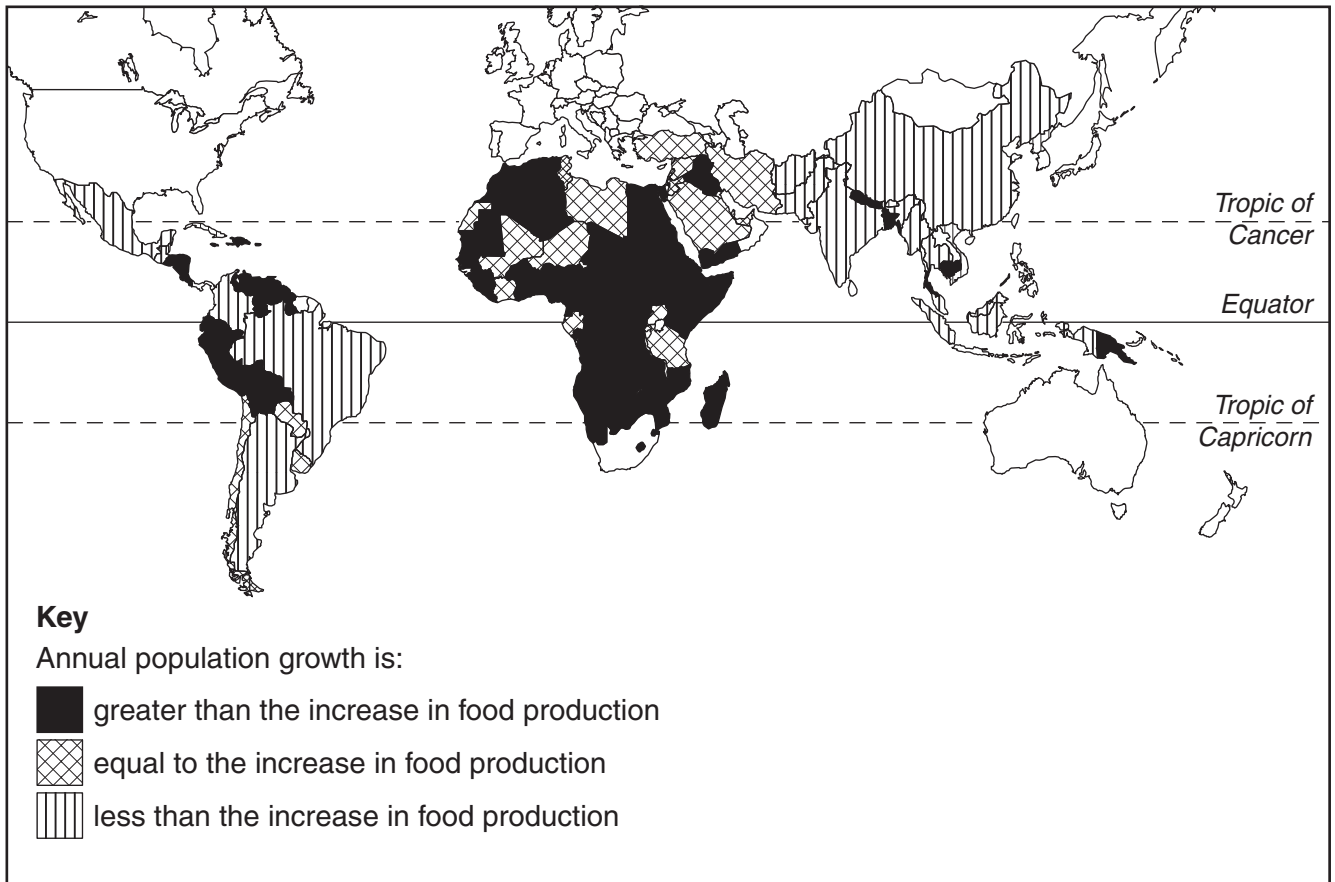 Tropic of
Cancer
Equator
Tropic of
Capricorn
Key
Annual population growth is:
greater than the increase in food production
equal to the increase in food production
less than the increase in food production